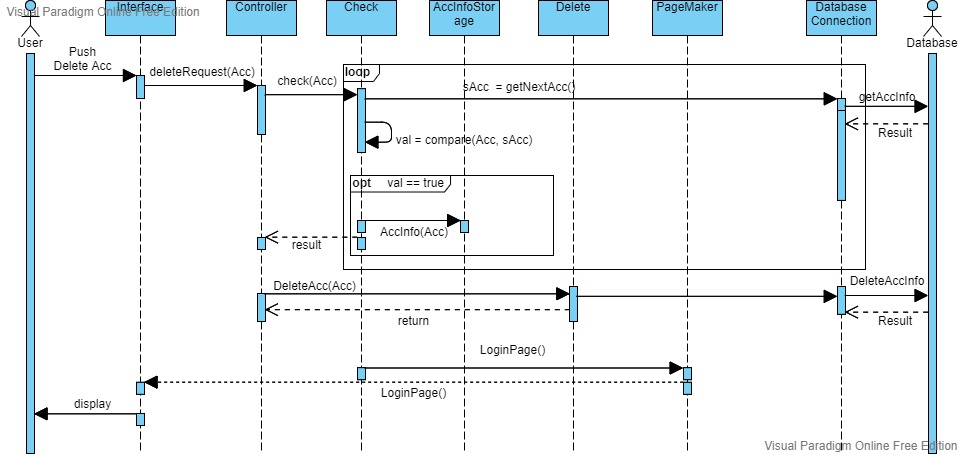 Visual Paradigm Online Free Edition
Interface
Controller
Check
AccInfoStor
age
Delete
PageMaker
Database
Connection
User
Database
Push
Delete Acc
deleteRequest(Acc)
check(Acc)
loop
sAcc = getNextAcc()
getAccInfo
Result
val = compare(Acc, sAcc)
opt val == true
AccInfo(Acc)
result
DeleteAcc(Acc)
DeleteAccInfo
return
Result
LoginPage()
LoginPage()
display
Visual Paradigm Online Free Edition